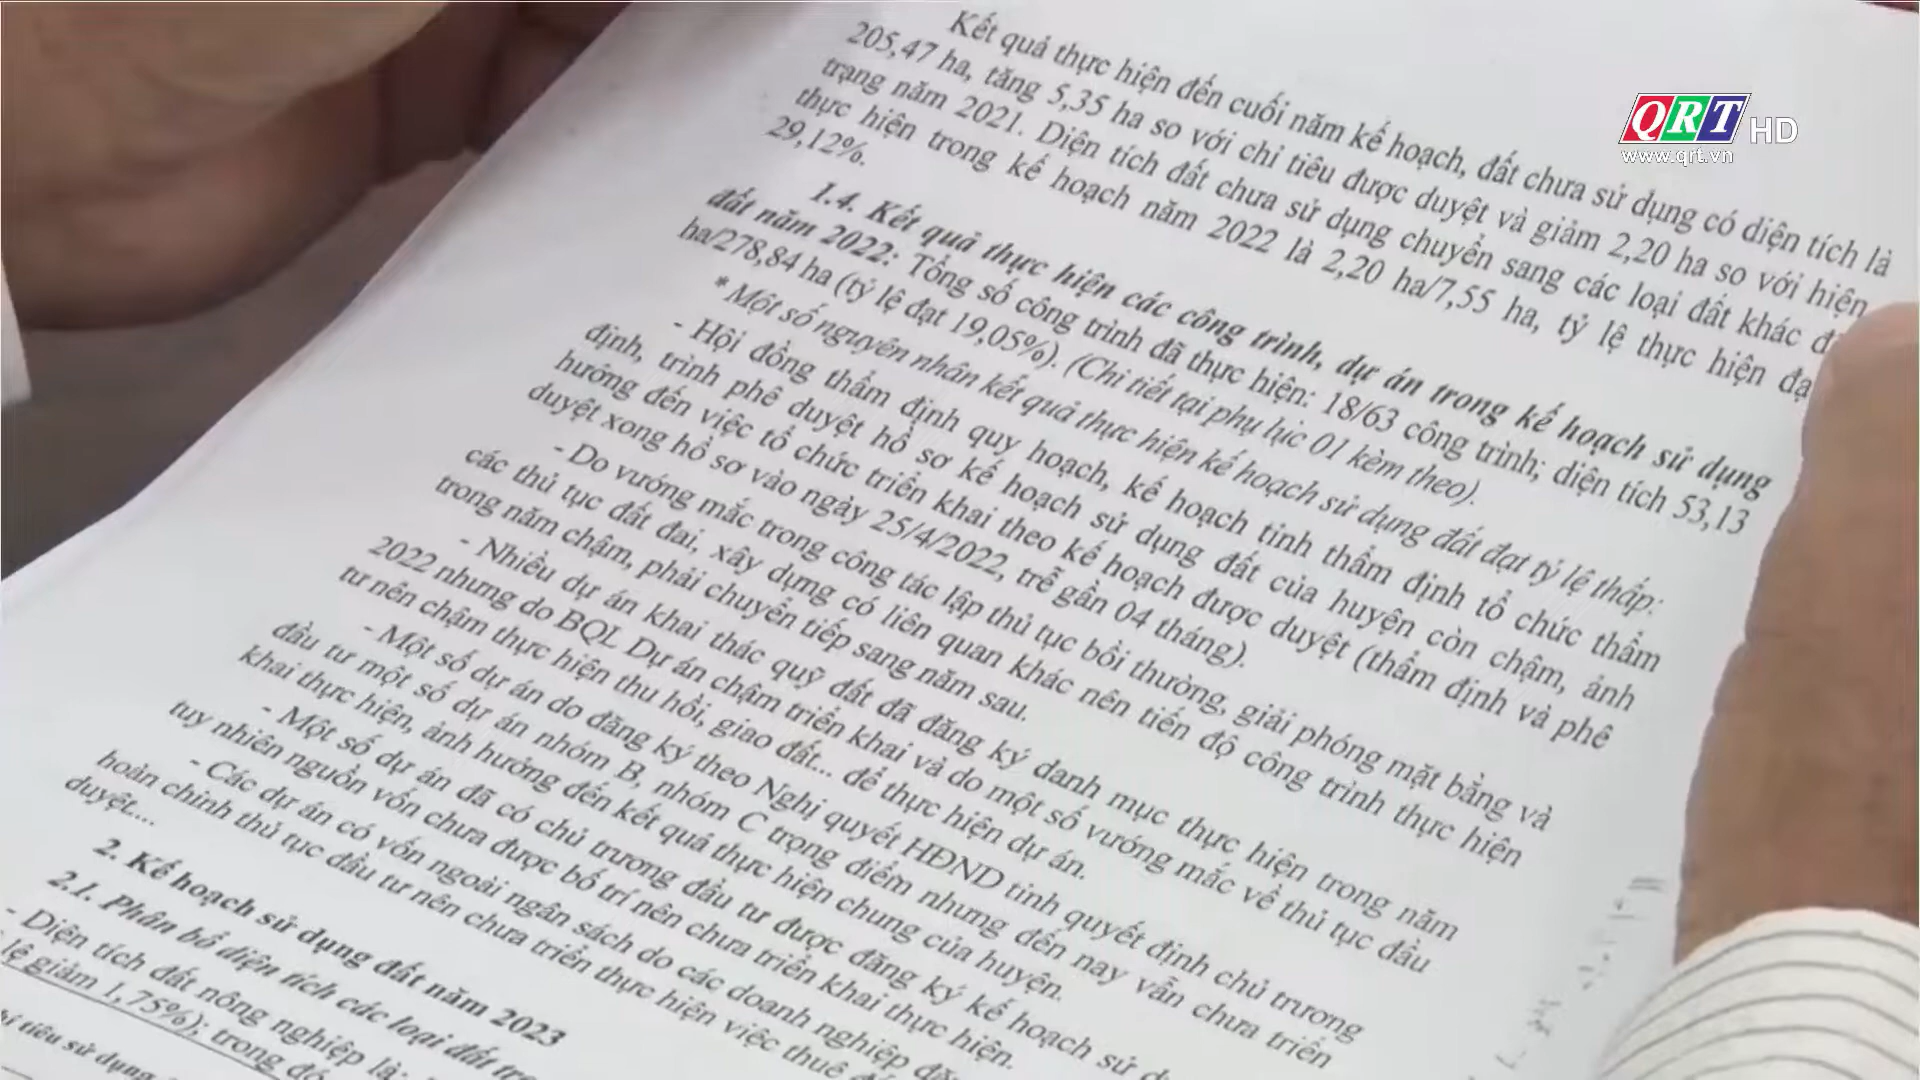 Kết quả thực hiện đến cuối năm kế hoạch, đất chưa sử dụng có diện tích là
205,47 ha, tăng 5,35 ha so với chỉ tiêu được duyệt và giảm 2,20 ha so với hiện
trạng năm 2021. Diện tích đất chưa sử dụng chuyển sang các loại đất khác
thực hiện trong kế hoạch năm 2022 là 2,20 ha/7,55 ha, tỷ lệ thực hiện
29,12%.
1.4. Kết quả thực hiện các công trình, dự án trong kế hoạch sử dụng
đất năm 2022: Tổng số công trình đã thực hiện: 18/63 công trình; diện tích 53,13
ha/278,84 ha (tỷ lệ đạt 19,05%). (Chi tiết tại phụ lục 01 kèm theo).
* Một số nguyên nhân kết quả thực hiện kế hoạch sử dụng đất đạt tỷ lệ thấp:
- Hội đồng thẩm định quy hoạch, kế hoạch tỉnh thẩm định tổ chức thẩm
định, trình phê duyệt hồ sơ kế hoạch sử dụng đất của huyện còn chậm, ảnh
hưởng đến việc tổ chức triển khai theo kế hoạch được duyệt (thẩm định và phê
duyệt xong hồ sơ vào ngày 25/4/2022, trễ gần 04 tháng).
- Do vướng mắc trong công tác lập thủ tục bồi thường, giải phóng mặt bằng và
các thủ tục đất đai, xây dựng có liên quan khác nên tiến độ công trình thực hiện
trong năm chậm, phải chuyển tiếp sang năm sau.
- Nhiều dự án khai thác quỹ đất đã đăng ký danh mục thực hiện trong năm
2022 nhưng do BQL Dự án chậm triển khai và do một số vướng mắc về thủ tục đầu
tư nên chậm thực hiện thu hồi, giao đất... để thực hiện dự án.
- Một số dự án do đăng ký theo Nghị quyết HĐND tỉnh quyết định chủ trương
đầu tư một số dự án nhóm B, nhóm C trọng điểm nhưng đến nay vẫn chưa triển
khai thực hiện, ảnh hưởng đến kết quả thực hiện chung của huyện.
- Một số dự án đã có chủ trương đầu tư được đăng ký kế hoạch sử
tuy nhiên nguồn vốn chưa được bố trí nên chưa triển khai thực hiện.
- Các dự án có vốn ngoài ngân sách do các doanh nghiệp
hoàn chỉnh thủ tục đầu tư nên chưa triển thực hiện việc thuê
duyệt....
2. Kế hoạch sử dụng đất năm 2023
2.1. Phân bổ diện tích các loại đất
- Diện tích đất nông nghiệp là:
lệ giảm 1,75%); trong đó
tiêu sử dụng
QRT HD
www.qrt.vn